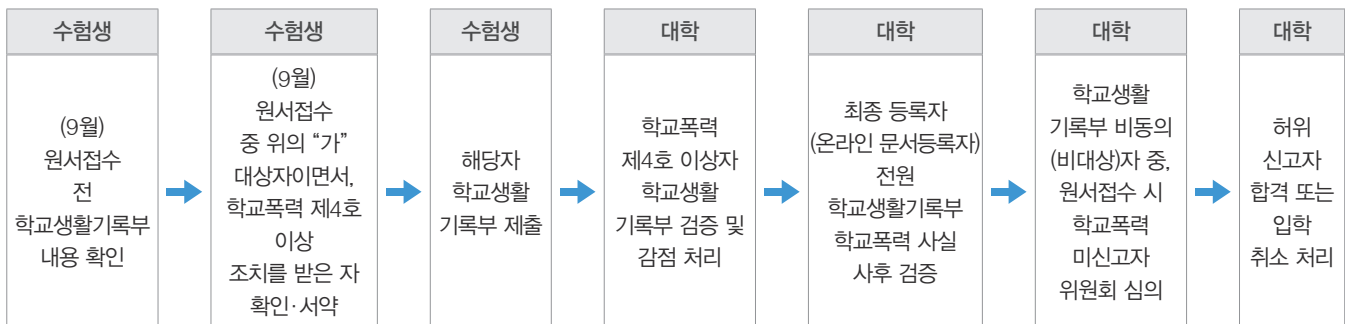 수험생
(9월)
원서접수
전
학교생활기록부
내용 확인
수험생
(9월)
원서접수
중 위의 “가”
대상자이면서,
학교폭력 제4호
이상
조치를 받은 자
확인·서약
수험생
해당자
학교생활
기록부 제출
대학
학교폭력
제4호 이상자
학교생활
기록부 검증 및
감점 처리
대학
최종 등록자
(온라인 문서등록자)
전원
학교생활기록부
학교폭력 사실
사후 검증
대학
학교생활
기록부 비동의
(비대상)자 중,
원서접수 시
학교폭력
미신고자
위원회 심의
대학
허위
신고자
합격 또는
입학
취소 처리